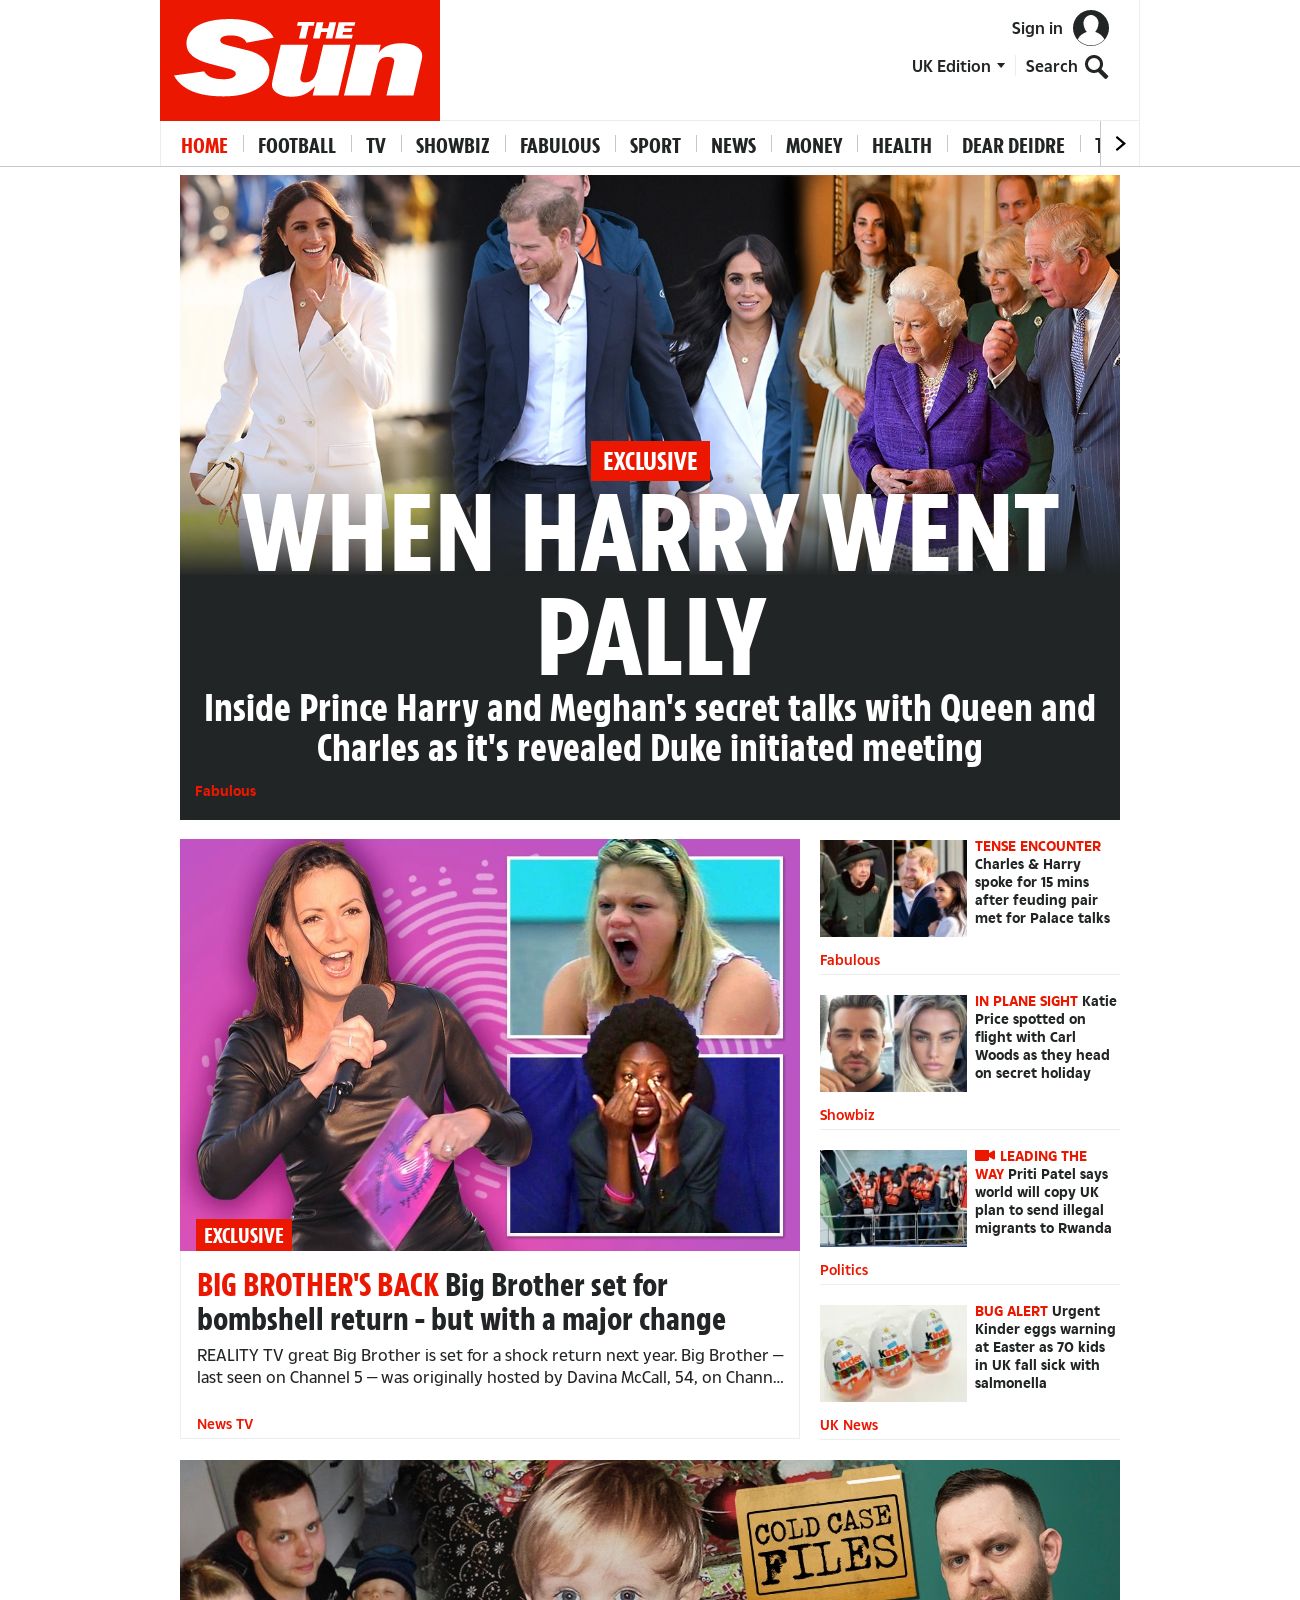 THE
Sun
Sign in
UK Edition
Search
HOME
FOOTBALL
TV
SHOWBIZ
FABULOUS
SPORT
NEWS
MONEY
HEALTH
DEAR DEIDRE
EXCLUSIVE
WHEN HARRY WENT
PALLY
Inside Prince Harry and Meghan's secret talks with Queen and
Charles as it's revealed Duke initiated meeting
Fabulous
EXCLUSIVE
BIG BROTHER'S BACK Big Brother set for
bombshell return - but with a major change
REALITY TV great Big Brother is set for a shock return next year. Big Brother –
last seen on Channel 5 – was originally hosted by Davina McCall, 54, on Chann...
News TV
TENSE ENCOUNTER
Charles & Harry
spoke for 15 mins
after feuding pair
met for Palace talks
Fabulous
IN PLANE SIGHT Katie
Price spotted on
flight with Carl
Woods as they head
on secret holiday
Showbiz
LEADING THE
WAY Priti Patel says
world will copy UK
plan to send illegal
migrants to Rwanda
Politics
Kinder
Kinder
Kinder
BUG ALERT Urgent
Kinder eggs warning
at Easter as 70 kids
in UK fall sick with
salmonella
UK News
COLD CASE
FILES